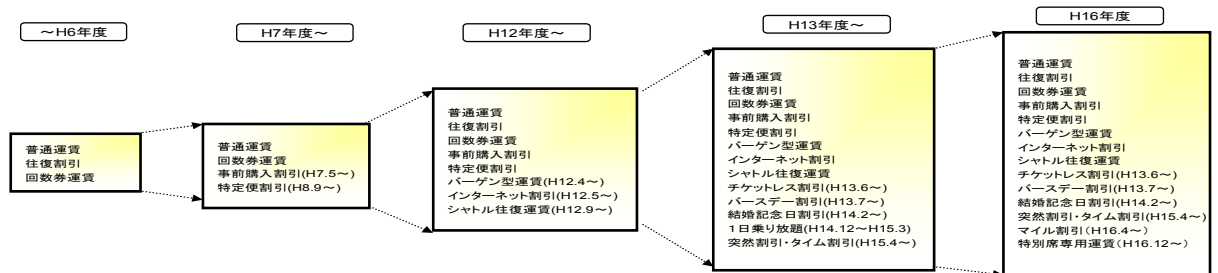 ～H6年度
普通運賃
往復割引
回数券運賃
H7年度～
普通運賃
回数券運賃
事前購入割引(H7.5～)
特定便割引(H8.9～)
H12年度～
普通運賃
往復割引
回数券運賃
事前購入割引
特定便割引
バーゲン型運賃(H12.4～)
インターネット割引(H12.5～)
シャトル往復運賃(H12.9～)
H13年度～
普通運賃
往復割引
回数券運賃
事前購入割引
特定便割引
バーゲン型運賃
インターネット割引
シャトル往復運賃
チケットレス割引(H13.6～)
バースデー割引(H13.7～)
結婚記念日割引(H14.2～)
１日乗り放題(H14.12～H15.3)
突然割引・タイム割引(H15.4～)
H16年度
普通運賃
往復割引
回数券運賃
事前購入割引
特定便割引
バーゲン型運賃
インターネット割引
シャトル往復運賃
チケットレス割引(H13.6～)
バースデー割引(H13.7～)
結婚記念日割引(H14.2～)
突然割引・タイム割引(H15.4～)
マイル割引（H16.4～）
特別席専用運賃（H16.12～）